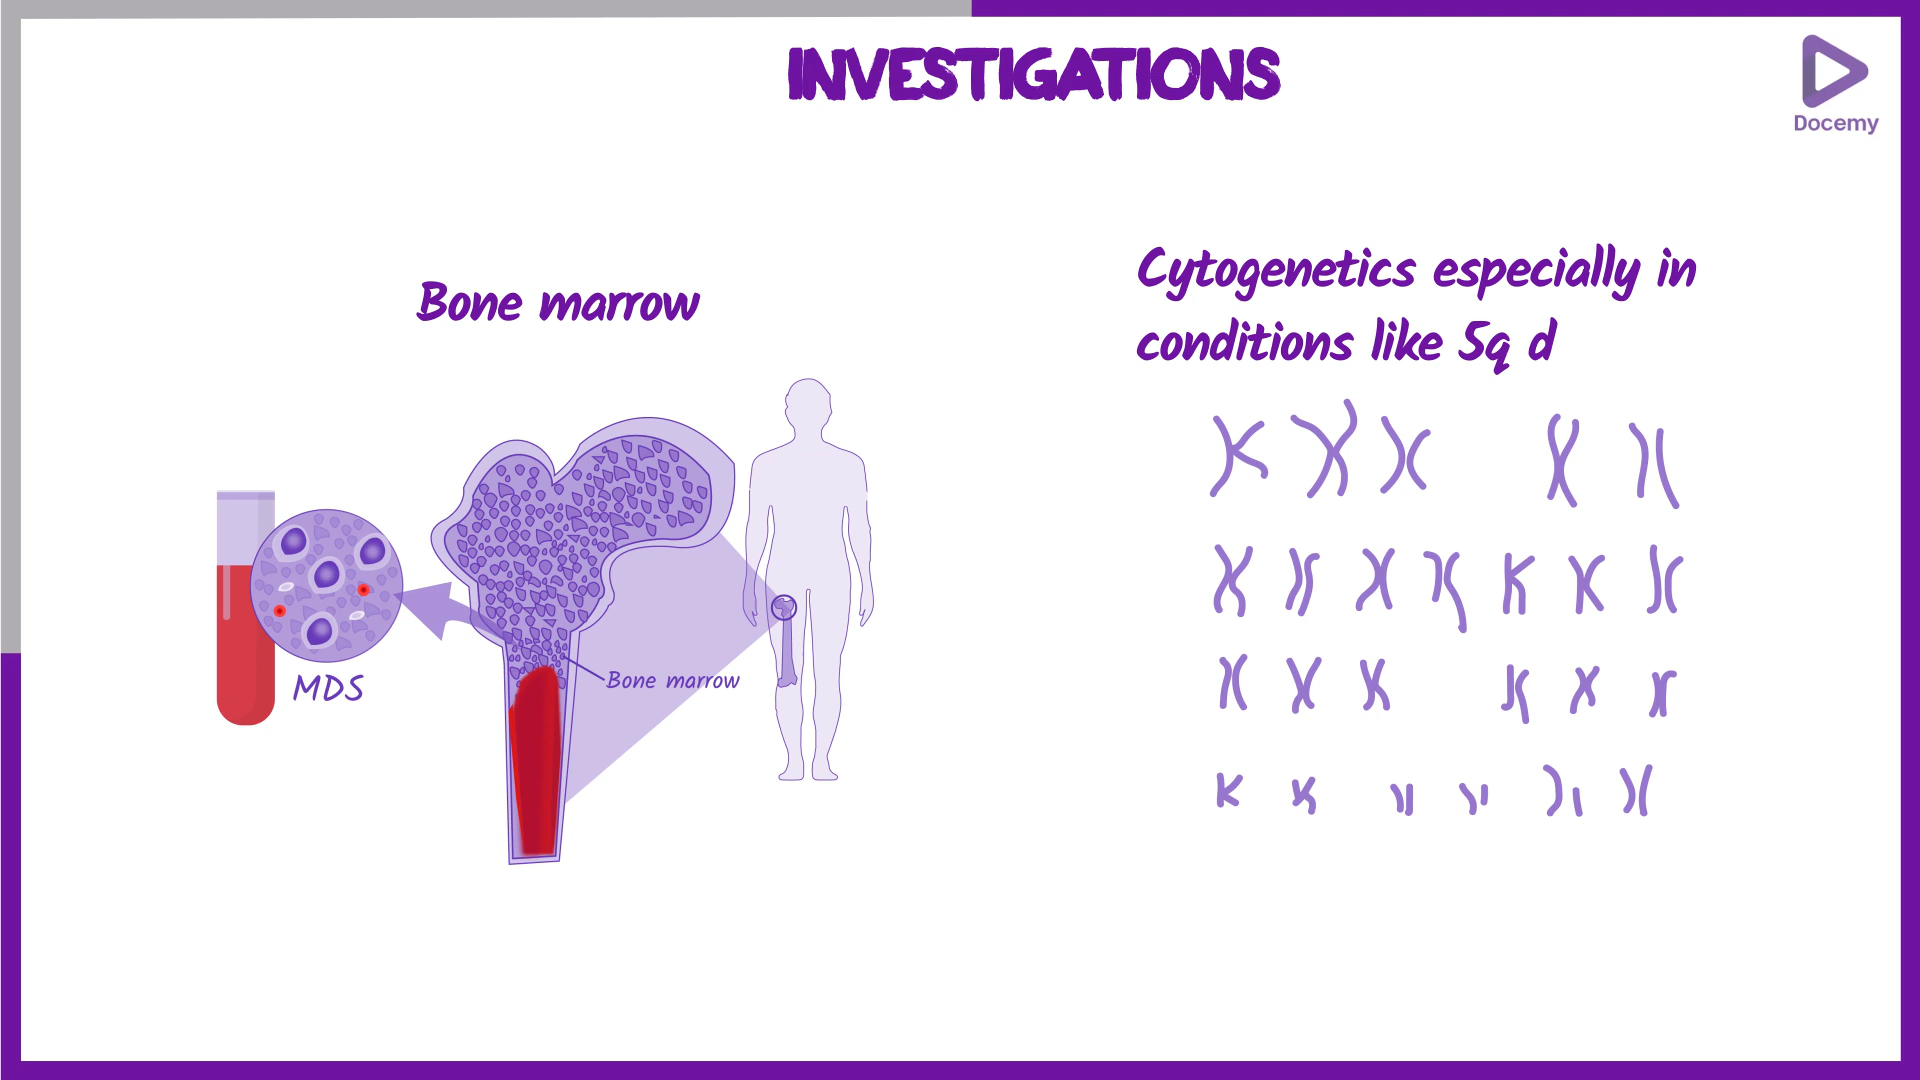 INVESTIGATIONS
Docemy
Bone marrow
Cytogenetics especially in
conditions like 5q d
Bone marrow
MDS